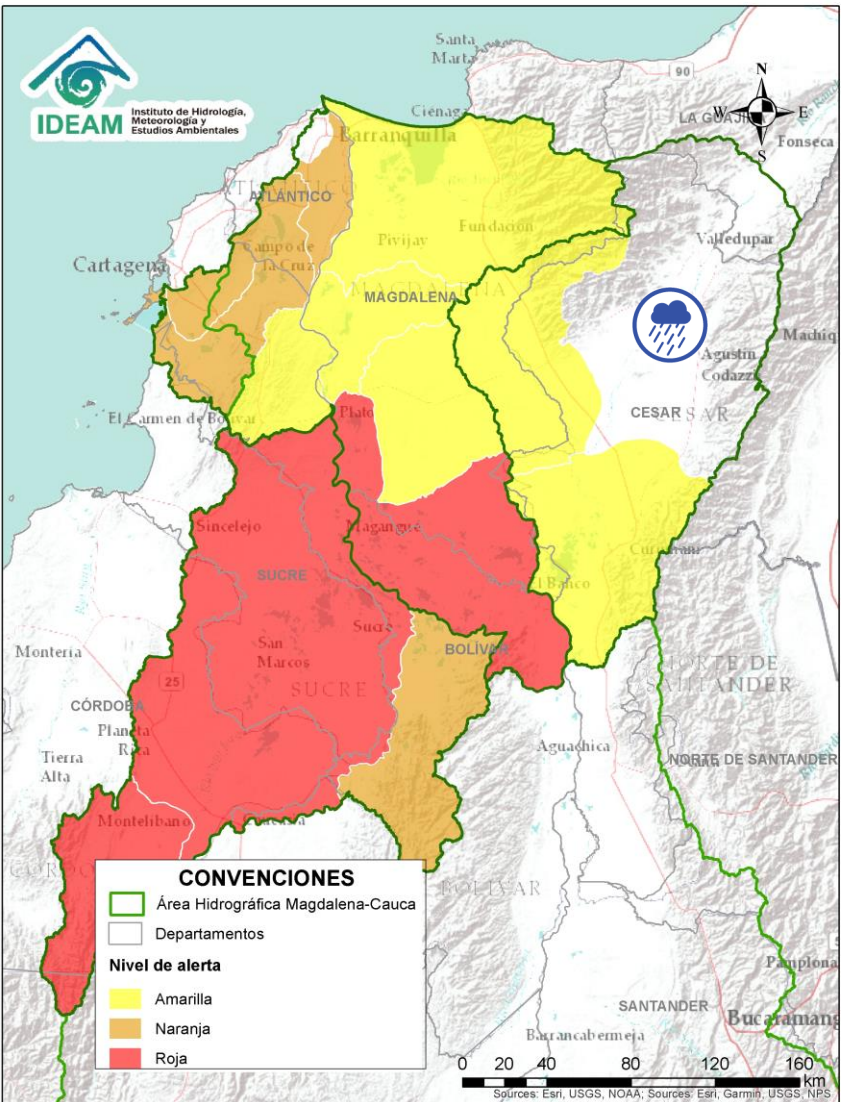 IDEAM
Instituto de Hidrología,
Meteorología y
Estudios Ambientales
Santa
Marta
90
N
W
E
S
Ciénaga
LA GUAJIRA
Fonseca
Barranquilla
ATLÁNTICO
ATLÁNTICO
Valledupar
Fundación
Pivijay
Campo de
la Cruz
Cartagena
MAGDALENA
MAGDALENA
Agustín
Codazzi
El Carmen de Bolívar
Plato
CESAR
CESAR
Sincelejo
Magangué
SUCRE
El Banco
Sucre
San
Marcos
BOLÍVAR
Montería
SUCRE
25
CÓRDOBA
NORTE DE
SANTANDER
Planeta
Rica
Tierra
Alta
Aguachica
NORTE DE SANTANDER
Montelíbano
BOLÍVAR
CONVENCIONES
Área Hidrográfica Magdalena-Cauca
Departamentos
Nivel de alerta
Amarilla
Naranja
Roja
Pamplona
SANTANDER
Bucaramang
Barrancabermeja
0 20 40 80 120 160
km
Sources: Esri, USGS, NOAA; Sources: Esri, Garmin, USGS, NPS